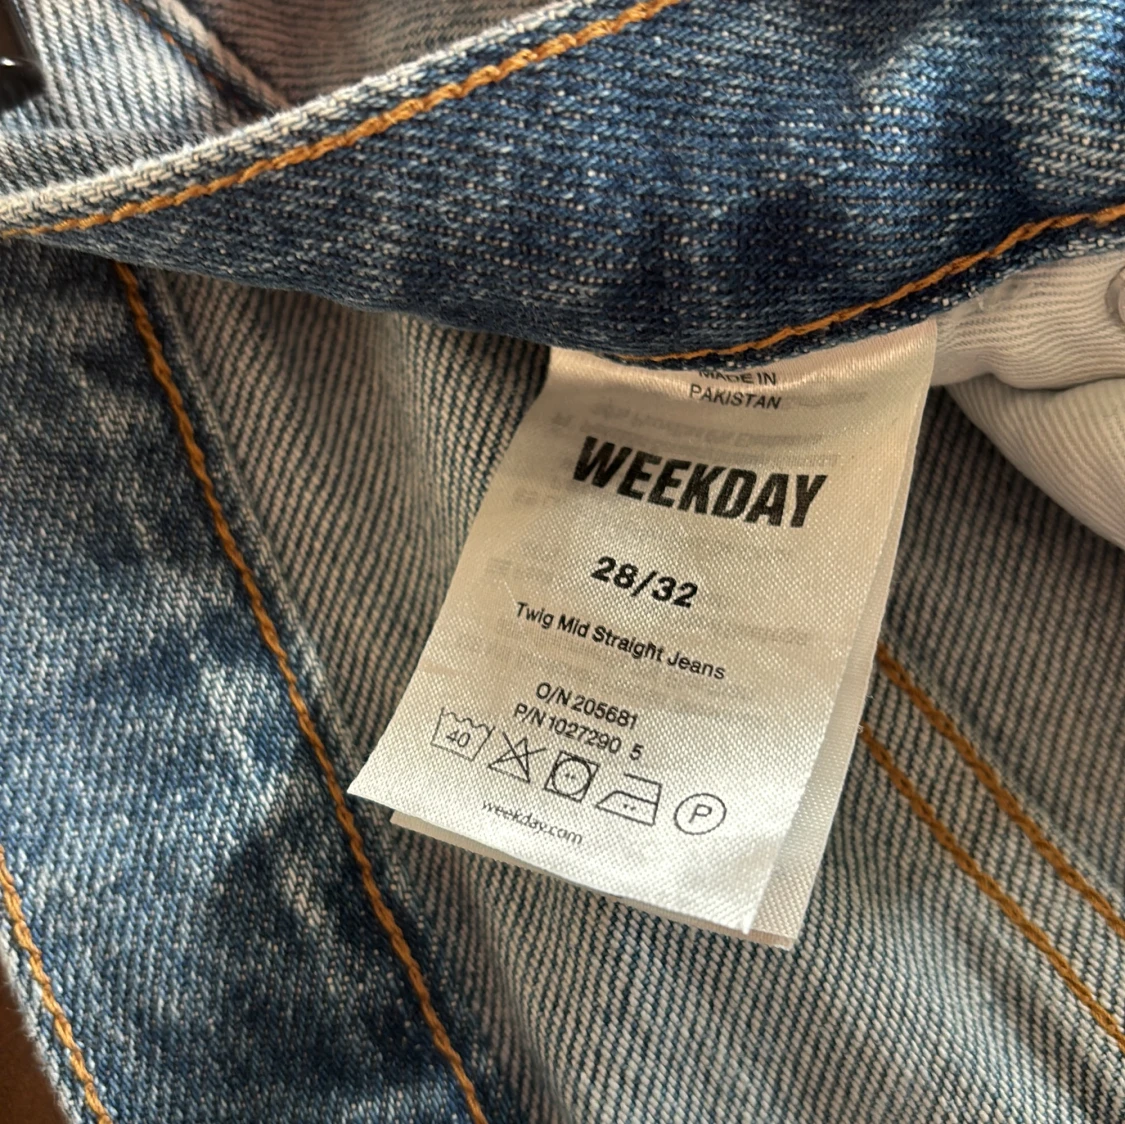 MADE IN
PAKISTAN
WEEKDAY
28/32
Twig Mid Straight Jeans
O/N 205681
P/N 1027290 5
40
P
weekday.com